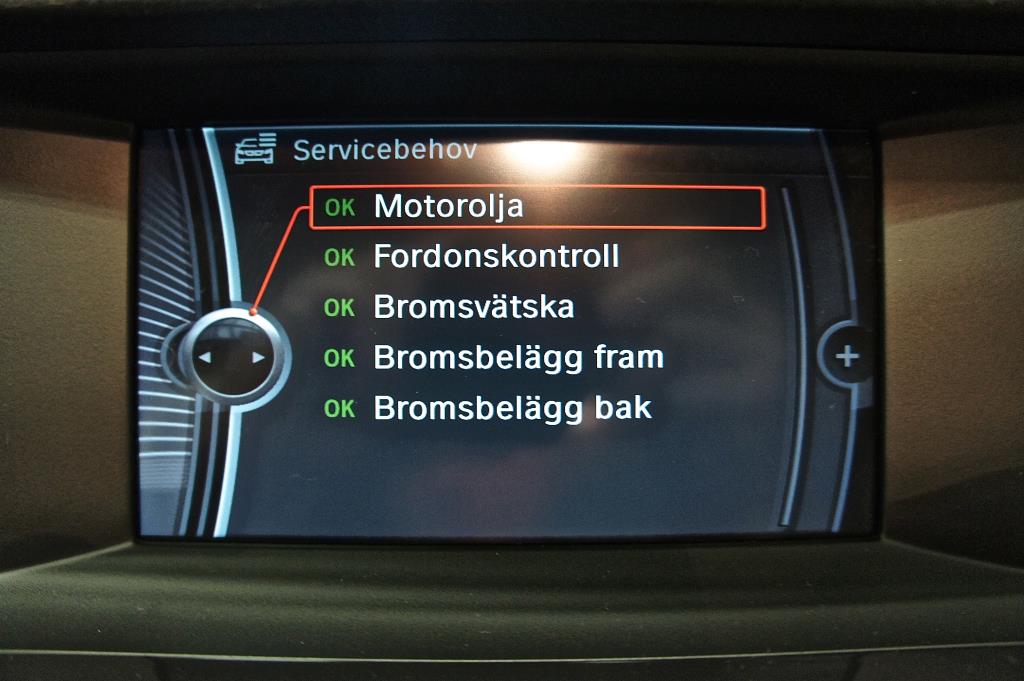 Servicebehov
OK Motorolja
OK Fordonskontroll
OK Bromsvätska
OK Bromsbelägg fram
OK Bromsbelägg bak